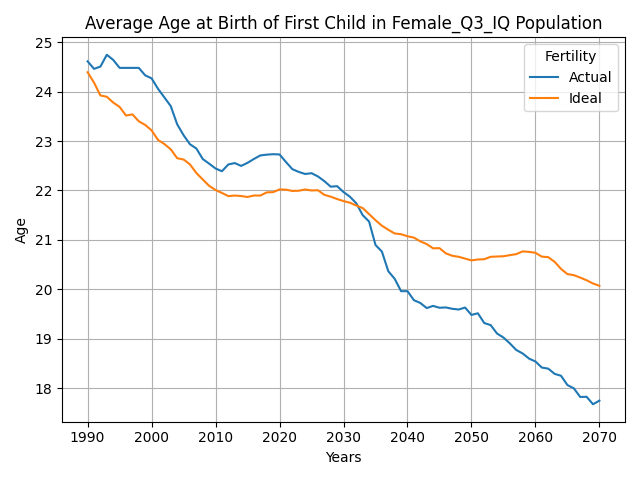 Average Age at Birth of First Child in Female_Q3_IQ Population
Fertility
Actual
Ideal
Age
25
24
23
22
21
20
19
18
1990 2000 2010 2020 2030 2040 2050 2060 2070
Years